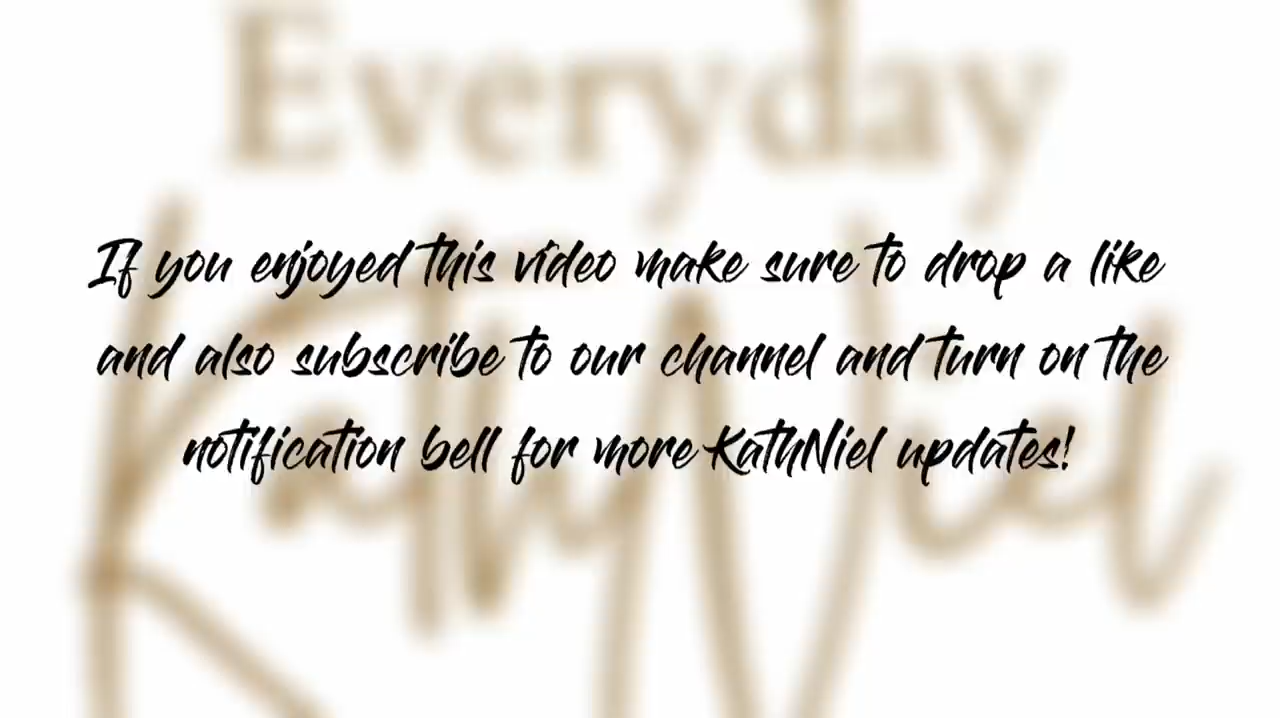 Everyday
KathNiel
If you enjoyed this video make sure to drop a like
and also subscribe to our channel and turn on the
notification bell for more KathNiel updates!